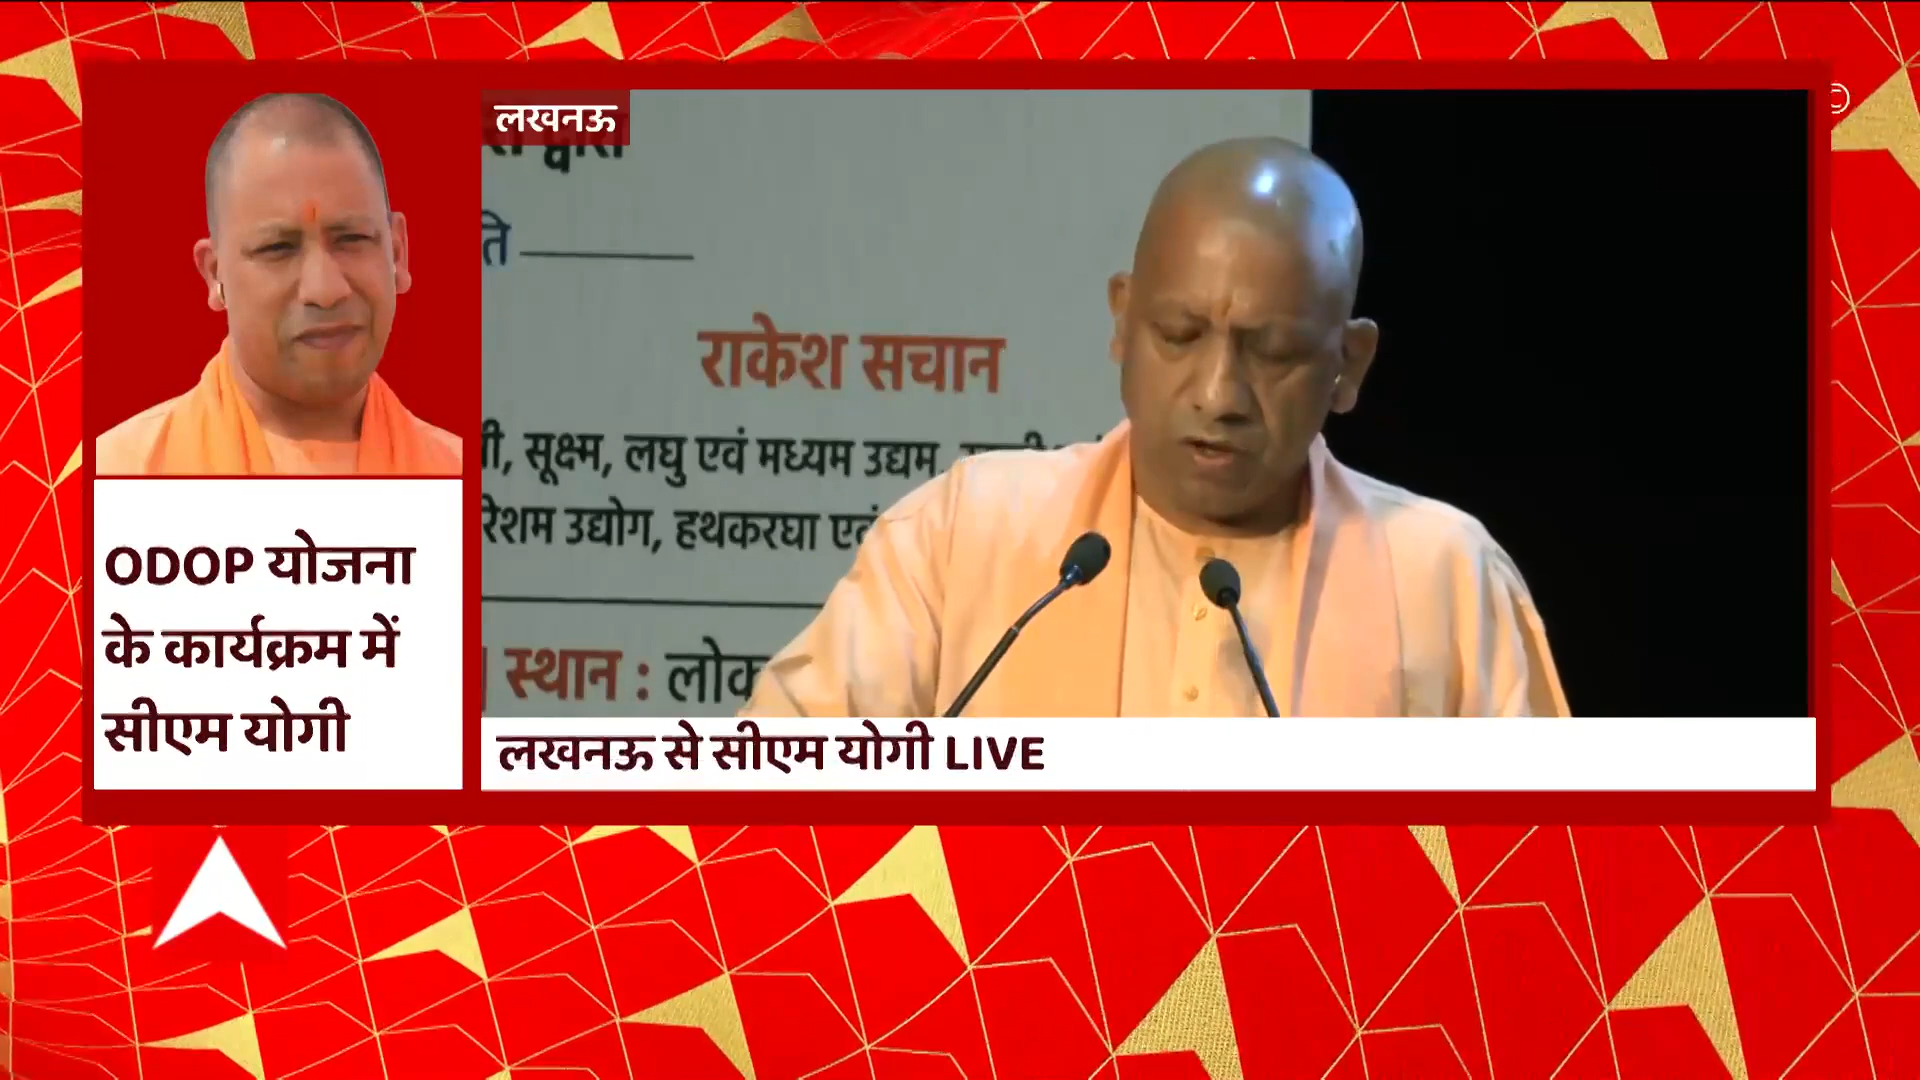 लखनऊ
राकेश सचान
सूक्ष्म, लघु एवं मध्यम उद्यम,
रेशम उद्योग, हथकरघा एवं
स्थान :
ODOP योजना
के कार्यक्रम में
सीएम योगी
लखनऊ से सीएम योगी LIVE